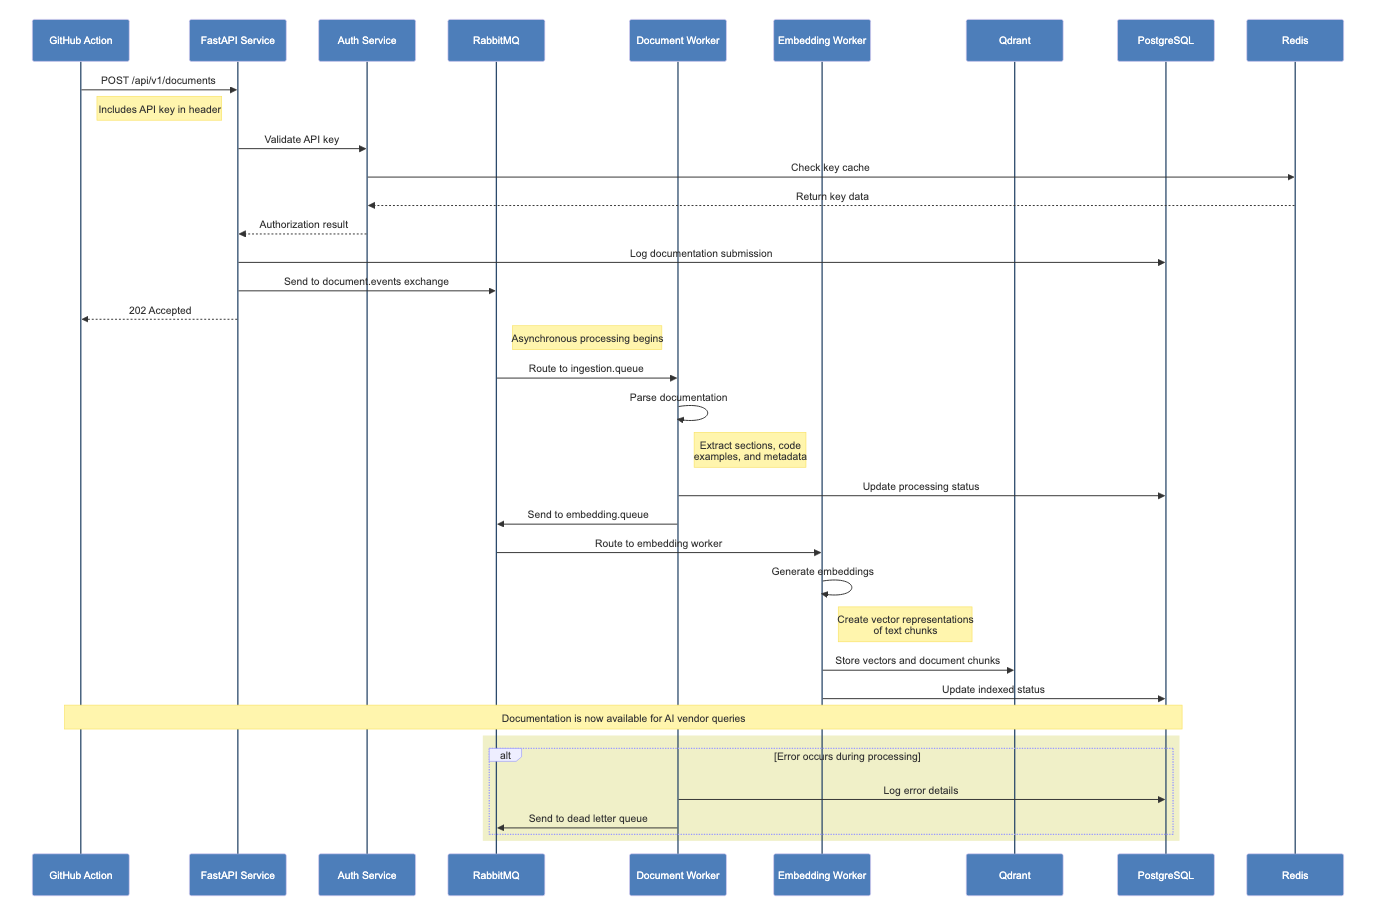 GitHub Action
FastAPI Service
Auth Service
RabbitMQ
Document Worker
Embedding Worker
Qdrant
PostgreSQL
Redis
POST /api/v1/documents
Includes API key in header
Validate API key
Check key cache
Return key data
Authorization result
Log documentation submission
Send to document.events exchange
202 Accepted
Asynchronous processing begins
Route to ingestion.queue
Parse documentation
Extract sections, code
examples, and metadata
Update processing status
Send to embedding.queue
Route to embedding worker
Generate embeddings
Create vector representations
of text chunks
Store vectors and document chunks
Update indexed status
Documentation is now available for AI vendor queries
alt
[Error occurs during processing]
Log error details
Send to dead letter queue
GitHub Action
FastAPI Service
Auth Service
RabbitMQ
Document Worker
Embedding Worker
Qdrant
PostgreSQL
Redis